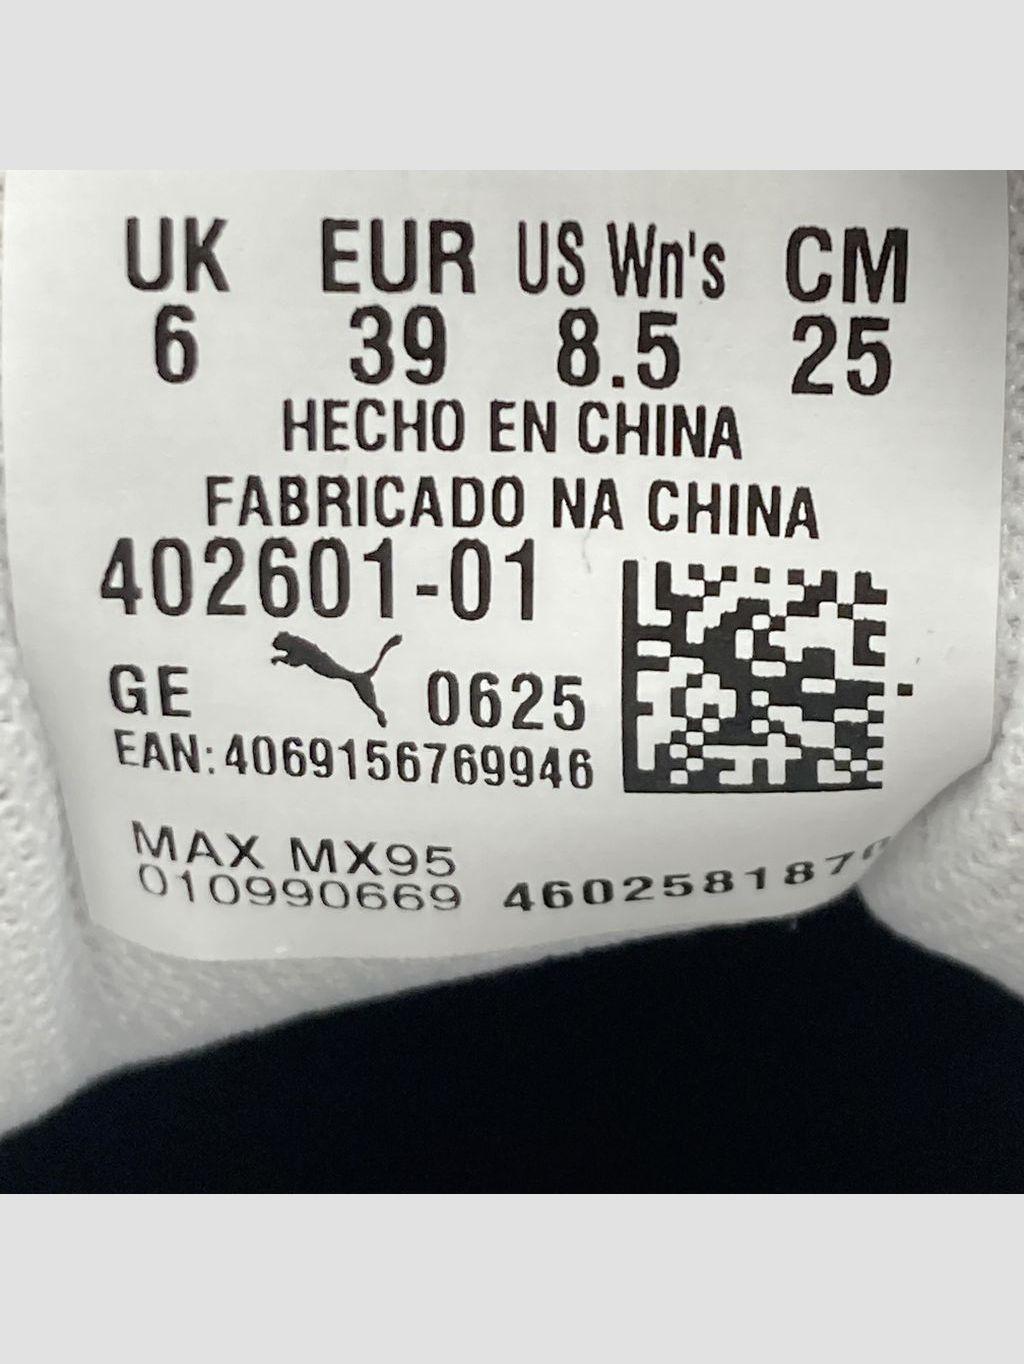 UK EUR US Wn's CM
6 39 8.5 25
HECHO EN CHINA
FABRICADO NA CHINA
402601-01
GE 0625
EAN:4069156769946
MAX MX95
010990669